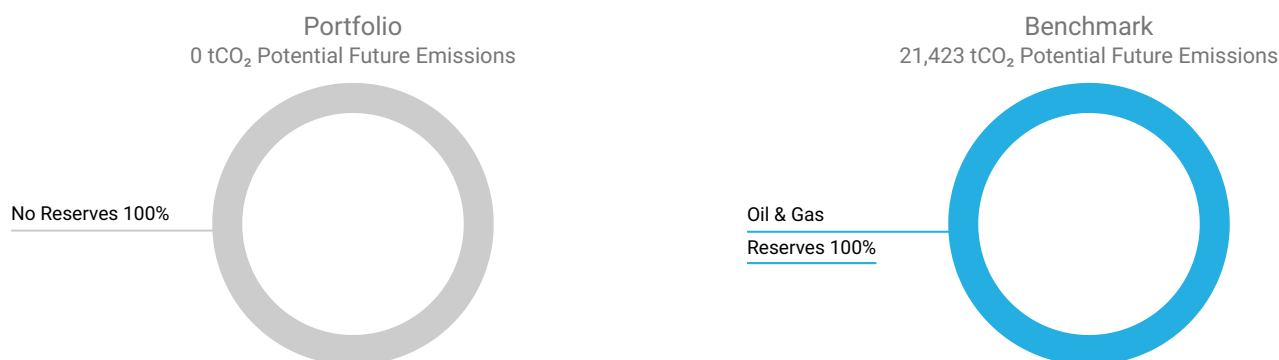 Portfolio
0 tCO₂ Potential Future Emissions
No Reserves 100%
Benchmark
21,423 tCO₂ Potential Future Emissions
Oil & Gas
Reserves 100%